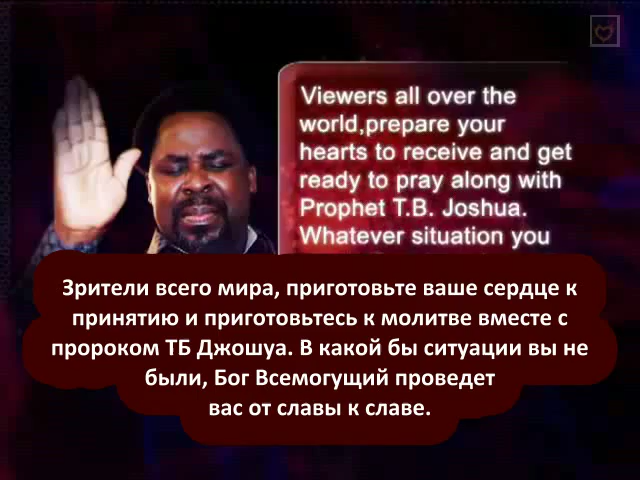 Viewers all over the
world,prepare your
hearts to receive and get
ready to pray along with
Prophet T.B. Joshua.
Whatever situation you
Зрители всего мира, приготовьте ваше сердце к
принятию и приготовьтесь к молитве вместе с
пророком ТБ Джошуа. В какой бы ситуации вы не
были, Бог Всемогущий проведет
вас от славы к славе.